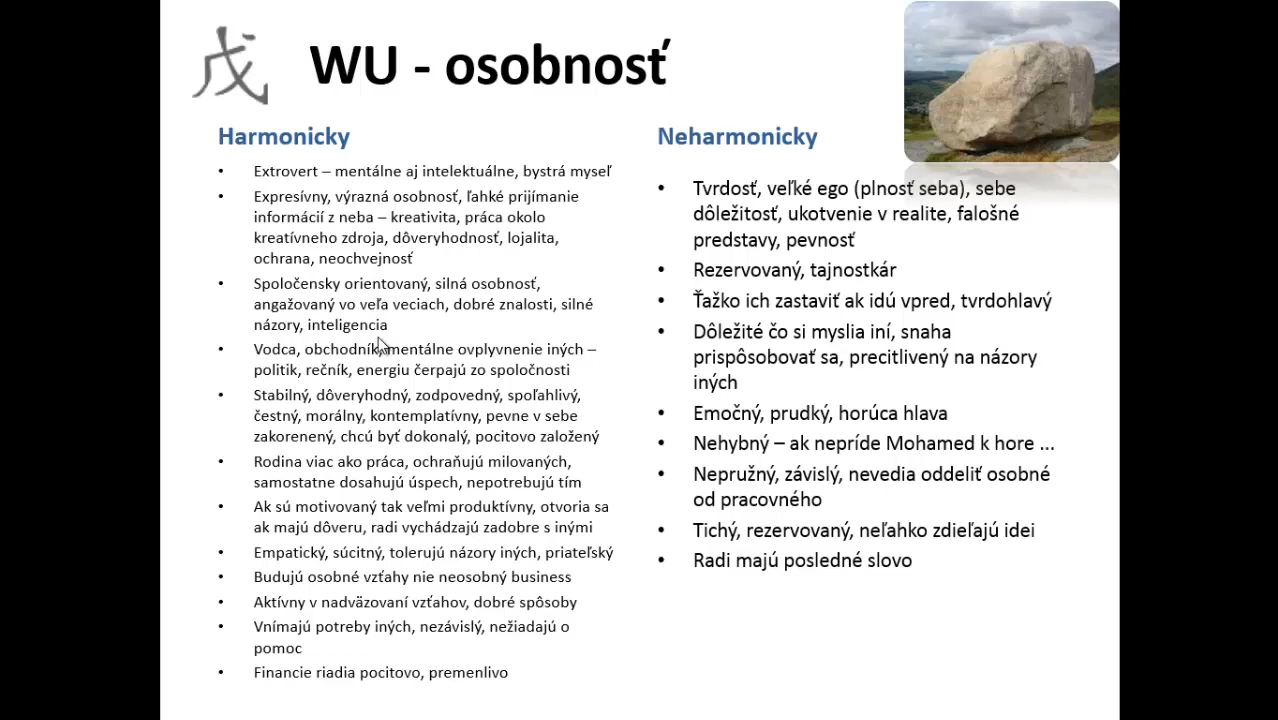 戊 WU - osobnosť
Harmonicky
• Extrovert – mentálne aj intelektuálne, bystrá myseľ
• Expresívny, výrazná osobnosť, ľahké prijímanie
informácií z neba – kreativita, práca okolo
kreatívneho zdroja, dôveryhodnosť, lojalita,
ochrana, neochvejnosť
• Spoločensky orientovaný, silná osobnosť,
angažovaný vo veľa veciach, dobré znalosti, silné
názory, inteligencia
• Vodca, obchodník, mentálne ovplyvnenie iných –
politik, rečník, energiu čerpajú zo spoločnosti
• Stabilný, dôveryhodný, zodpovedný, spoľahlivý,
čestný, morálny, kontemplatívny, pevne v sebe
zakorenený, chcú byť dokonalý, pocitovo založený
• Rodina viac ako práca, ochraňujú milovaných,
samostatne dosahujú úspech, nepotrebujú tím
• Ak sú motivovaný tak veľmi produktívny, otvoria sa
ak majú dôveru, radi vychádzajú zadobre s inými
• Empatický, súcitný, tolerujú názory iných, priateľský
• Budujú osobné vzťahy nie neosobný business
• Aktívny v nadväzovaní vzťahov, dobré spôsoby
• Vnímajú potreby iných, nezávislý, nežiadajú o
pomoc
• Financie riadia pocitovo, premenlivo
Neharmonicky
• Tvrdosť, veľké ego (plnosť seba), sebe
dôležitosť, ukotvenie v realite, falošné
predstavy, pevnosť
• Rezervovaný, tajnostkár
• Ťažko ich zastaviť ak idú vpred, tvrdohlavý
• Dôležité čo si myslia iní, snaha
prispôsobovať sa, precitlivený na názory
iných
• Emočný, prudký, horúca hlava
• Nehybný – ak nepríde Mohamed k hore ...
• Nepružný, závislý, nevedia oddeliť osobné
od pracovného
• Tichý, rezervovaný, neľahko zdieľajú idei
• Radi majú posledné slovo